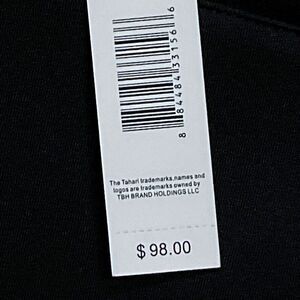 8 84484 33156 6
The Tahari trademarks,names and
logos are trademarks owned by
TBH BRAND HOLDINGS LLC
$98.00